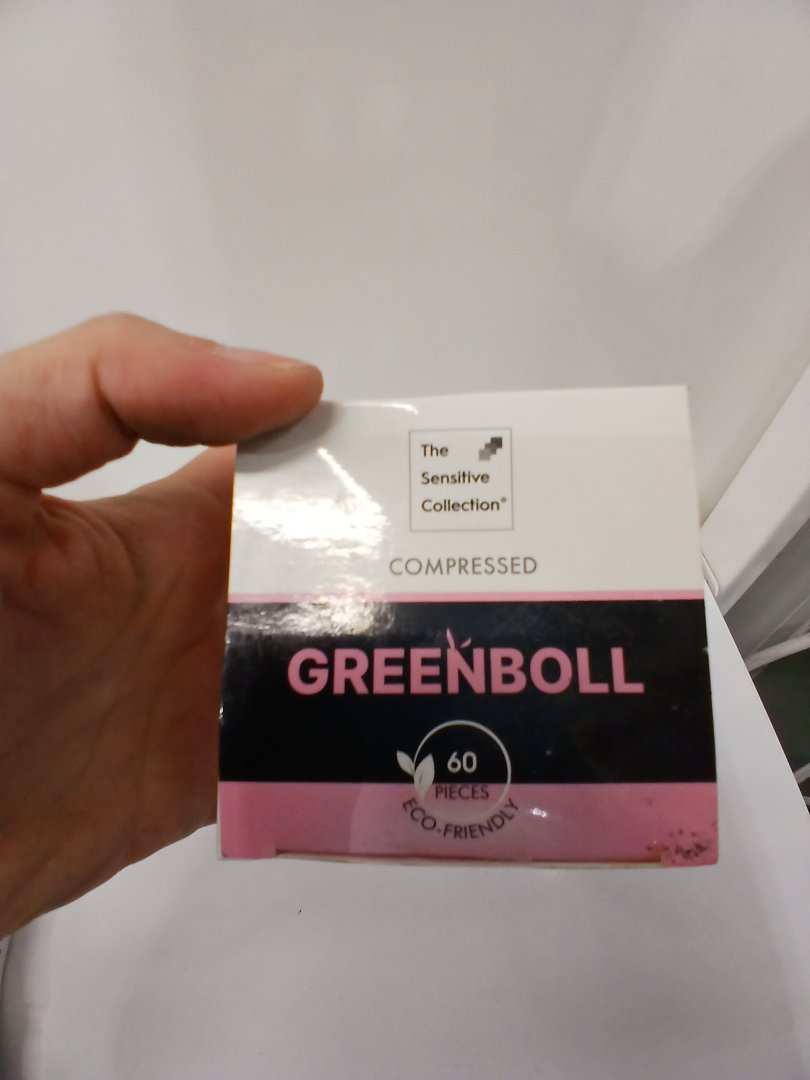 The
Sensitive
Collection®
COMPRESSED
GREENBOLL
60
PIECES
ECO-FRIENDLY